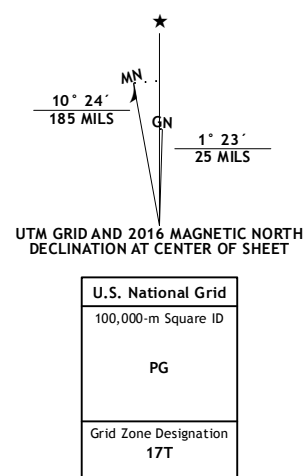 ★
MN
10° 24´
185 MILS
GN
1° 23´
25 MILS
UTM GRID AND 2016 MAGNETIC NORTH
DECLINATION AT CENTER OF SHEET
U.S. National Grid
100,000-m Square ID
PG
Grid Zone Designation
17T